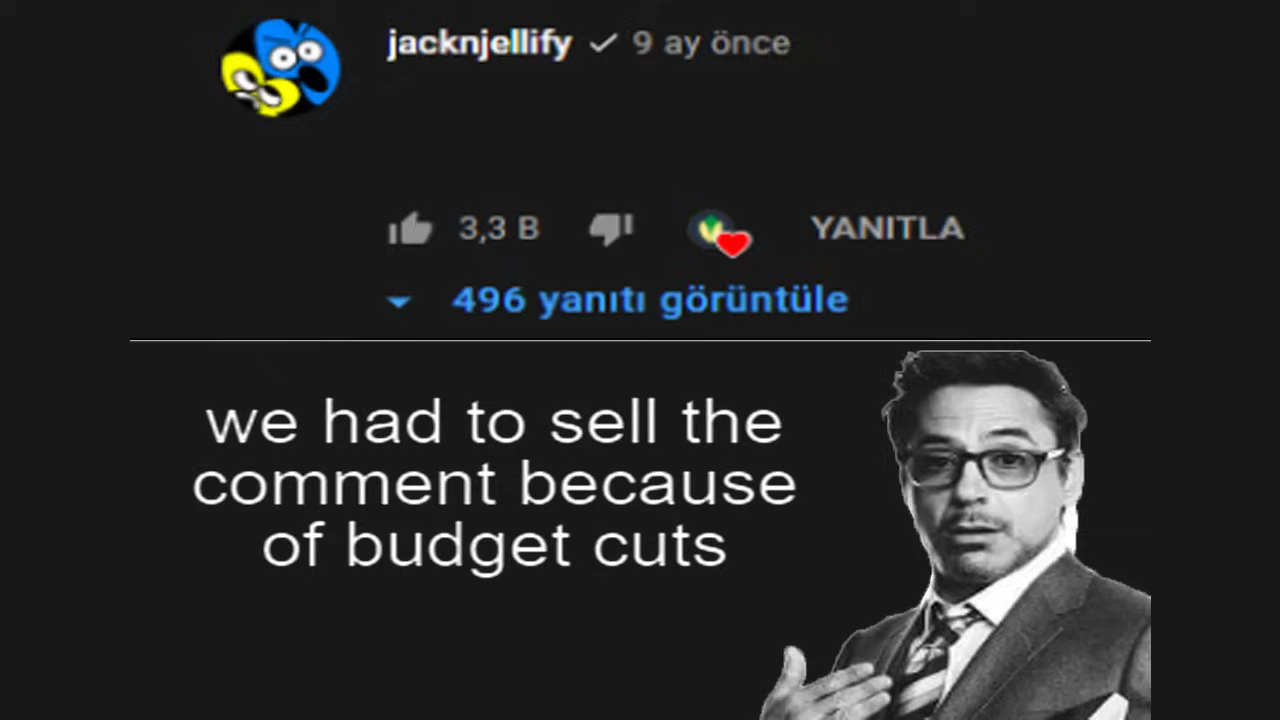 jacknjellify ✓ 9 ay önce
3,3 B YANITLA
496 yanıtı görüntüle
we had to sell the
comment because
of budget cuts